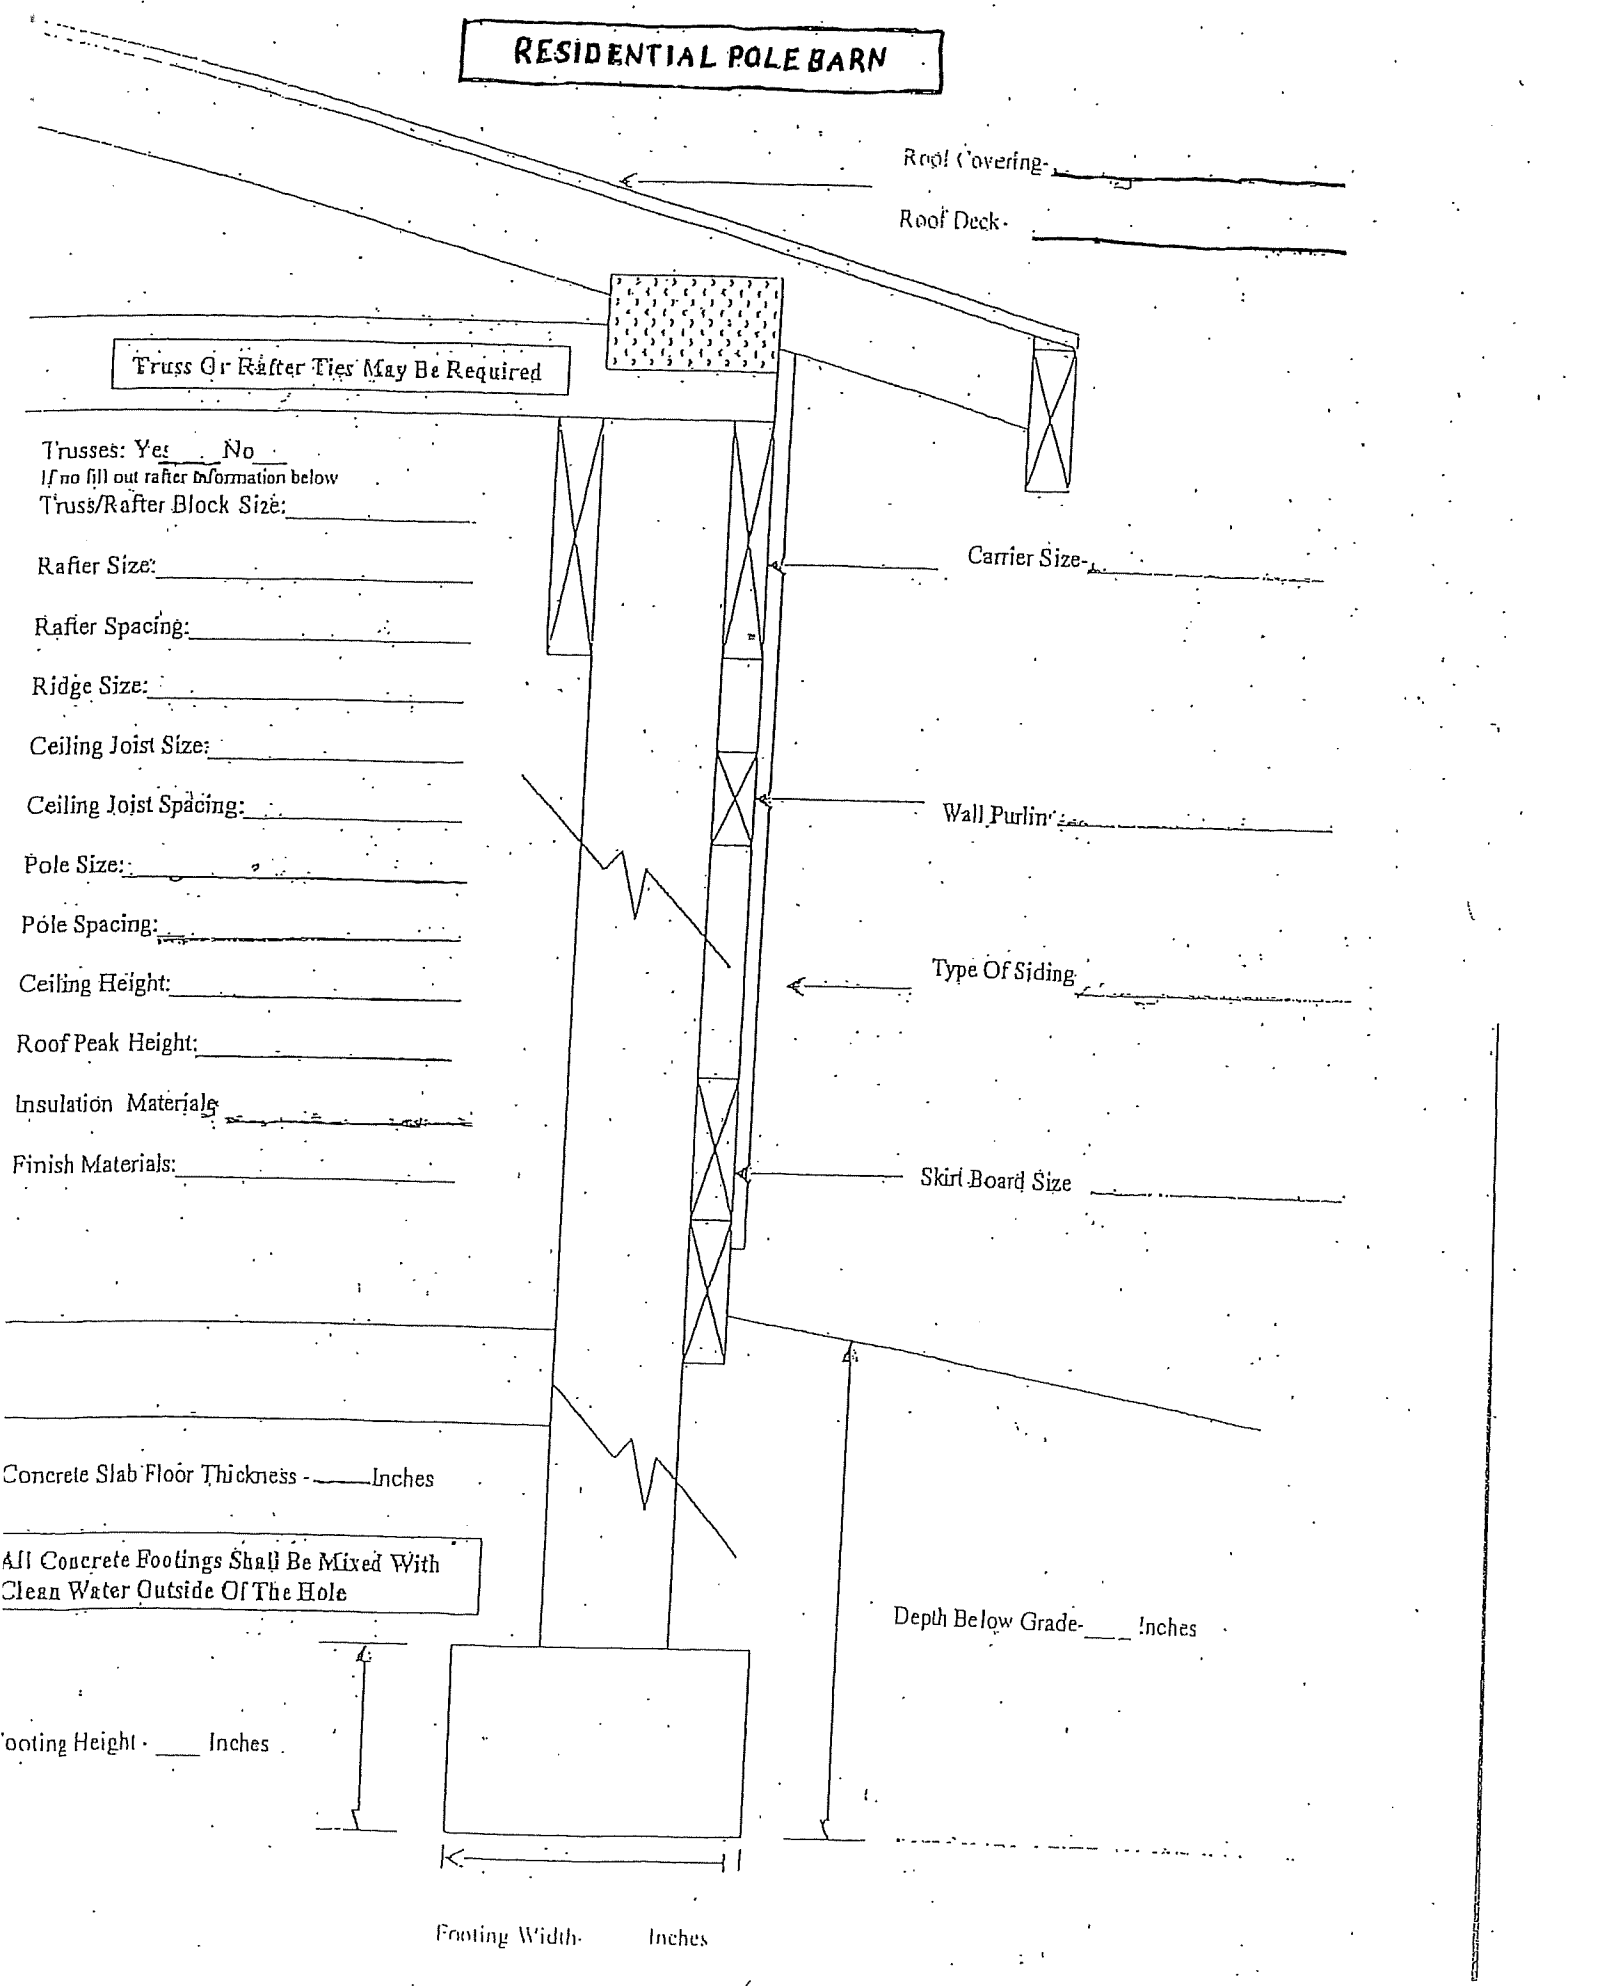 RESIDENTIAL POLE BARN
Roof Covering-
Roof Deck-
Truss Or Rafter Ties May Be Required
Trusses: Yes____No___
If no fill out rafter information below
Truss/Rafter Block Size:
Rafter Size:
Rafter Spacing:
Ridge Size:
Ceiling Joist Size:
Ceiling Joist Spacing:
Pole Size:
Pole Spacing:
Ceiling Height:
Roof Peak Height:
Insulation Materials
Finish Materials:
Carrier Size-
Wall Purlin
Type Of Siding
Skirt Board Size
Concrete Slab Floor Thickness - ____Inches
All Concrete Footings Shall Be Mixed With
Clean Water Outside Of The Hole
Depth Below Grade-____ Inches
ooting Height - ____ Inches
Footing Width- Inches